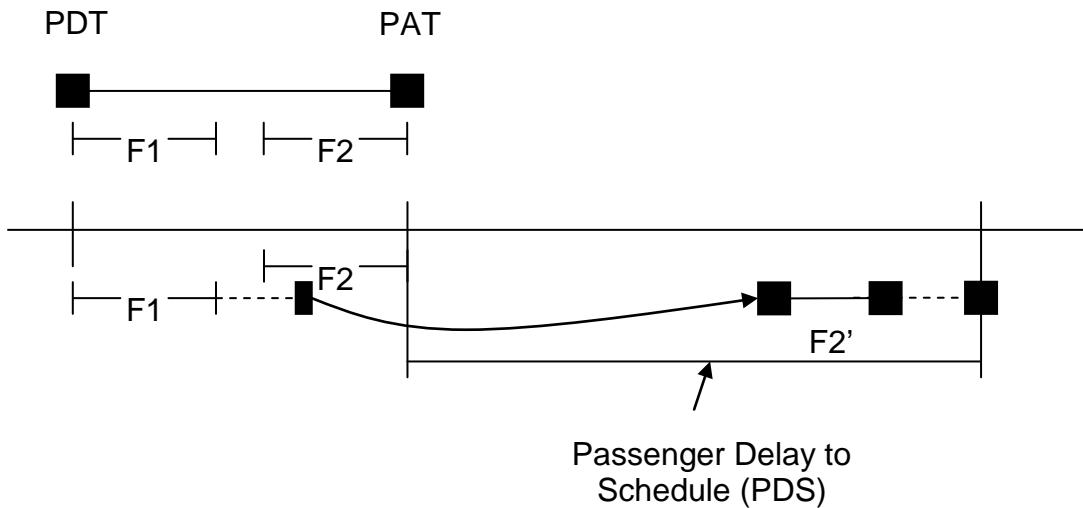 PDT PAT
F1 F2
F2
F1
F2’
Passenger Delay to
Schedule (PDS)